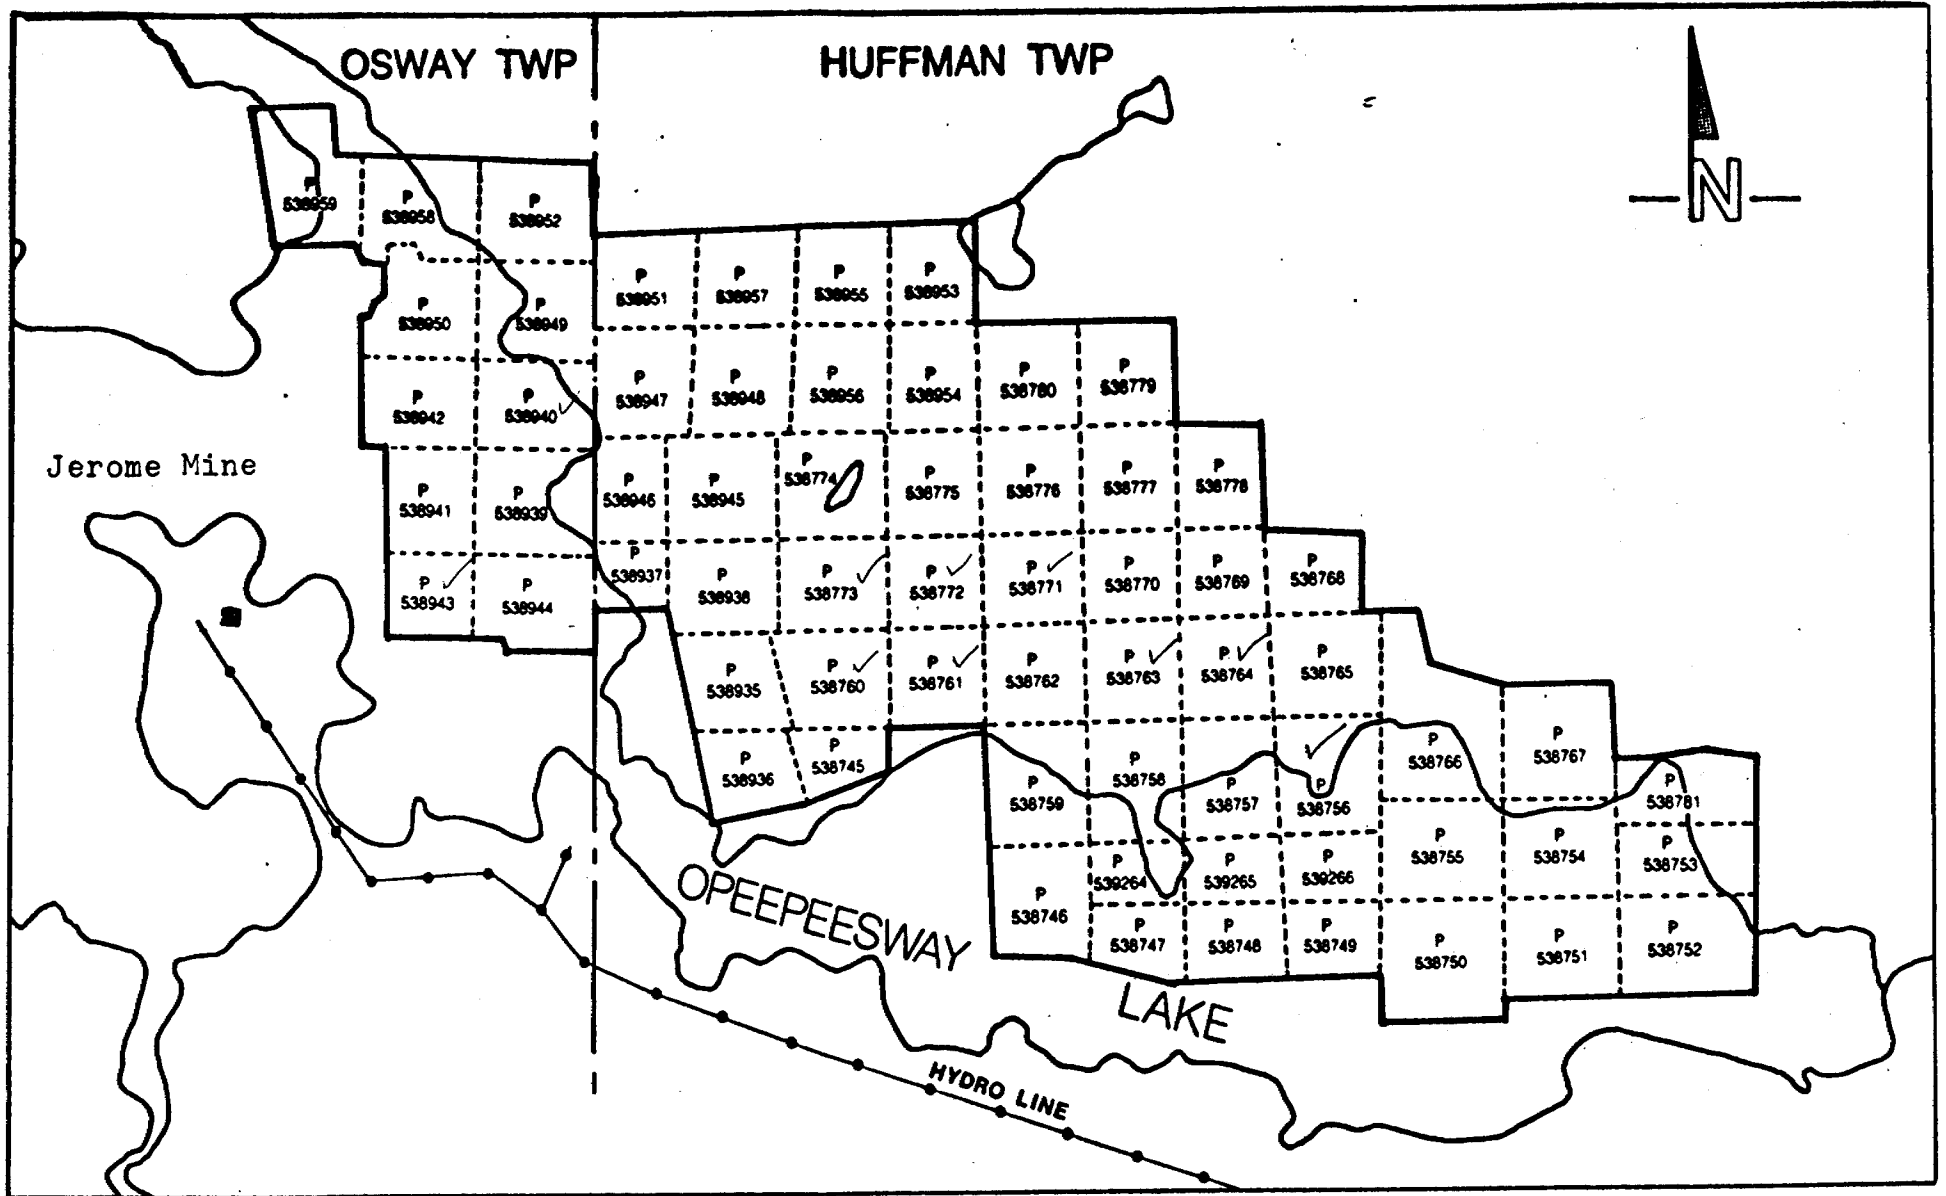 OSWAY TWP
HUFFMAN TWP
N
P
538959
P
538958
P
538952
P
538951
P
538957
P
538955
P
538953
P
538950
P
538949
P
538947
P
538948
P
538956
P
538954
P
538780
P
538779
P
538942
P
538940
Jerome Mine
P
538941
P
538939
P
538946
P
538945
P
538774
P
538775
P
538776
P
538777
P
538778
P
538943
P
538944
P
538937
P
538938
P
538773
P
538772
P
538771
P
538770
P
538769
P
538768
P
538935
P
538760
P
538761
P
538762
P
538763
P
538764
P
538765
P
538936
P
538745
P
538759
P
538758
P
538757
P
538756
P
538766
P
538767
P
538781
P
538746
P
539264
P
539265
P
539266
P
538755
P
538754
P
538753
P
538747
P
538748
P
538749
P
538750
P
538751
P
538752
OPEEPEESWAY
LAKE
HYDRO LINE